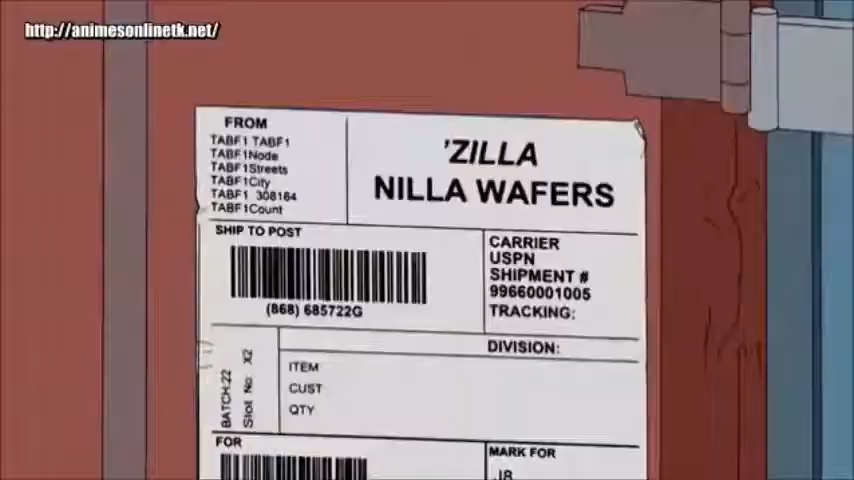 http://animesonlinetk.net/
FROM
TABF1 TABF1
TABF1Node
TABF1Streets
TABF1City
TABF1 308164
TABF1Count
'ZILLA
NILLA WAFERS
SHIP TO POST
(868) 685722G
CARRIER
USPN
SHIPMENT #
99660001005
TRACKING:
DIVISION:
BATCH:22
Slot No: X2
ITEM
CUST
QTY
FOR
MARK FOR
JR